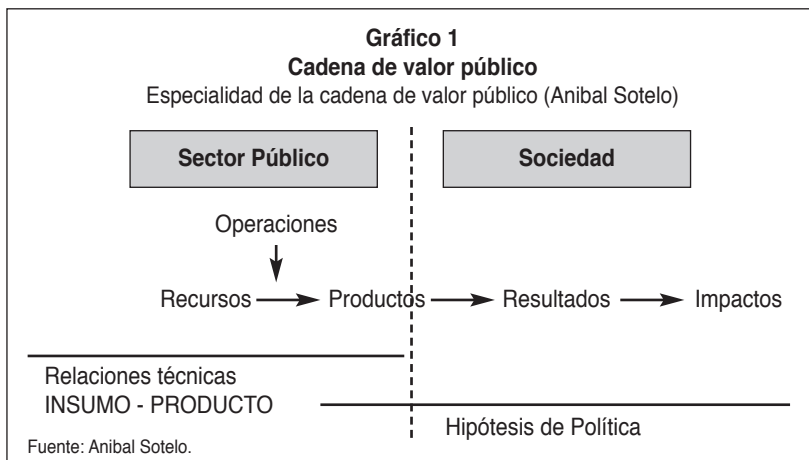 Gráfico 1
Cadena de valor público
Especialidad de la cadena de valor público (Anibal Sotelo)
Sector Público
Sociedad
Operaciones
Recursos Productos Resultados Impactos
Relaciones técnicas
INSUMO - PRODUCTO
Hipótesis de Política
Fuente: Anibal Sotelo.